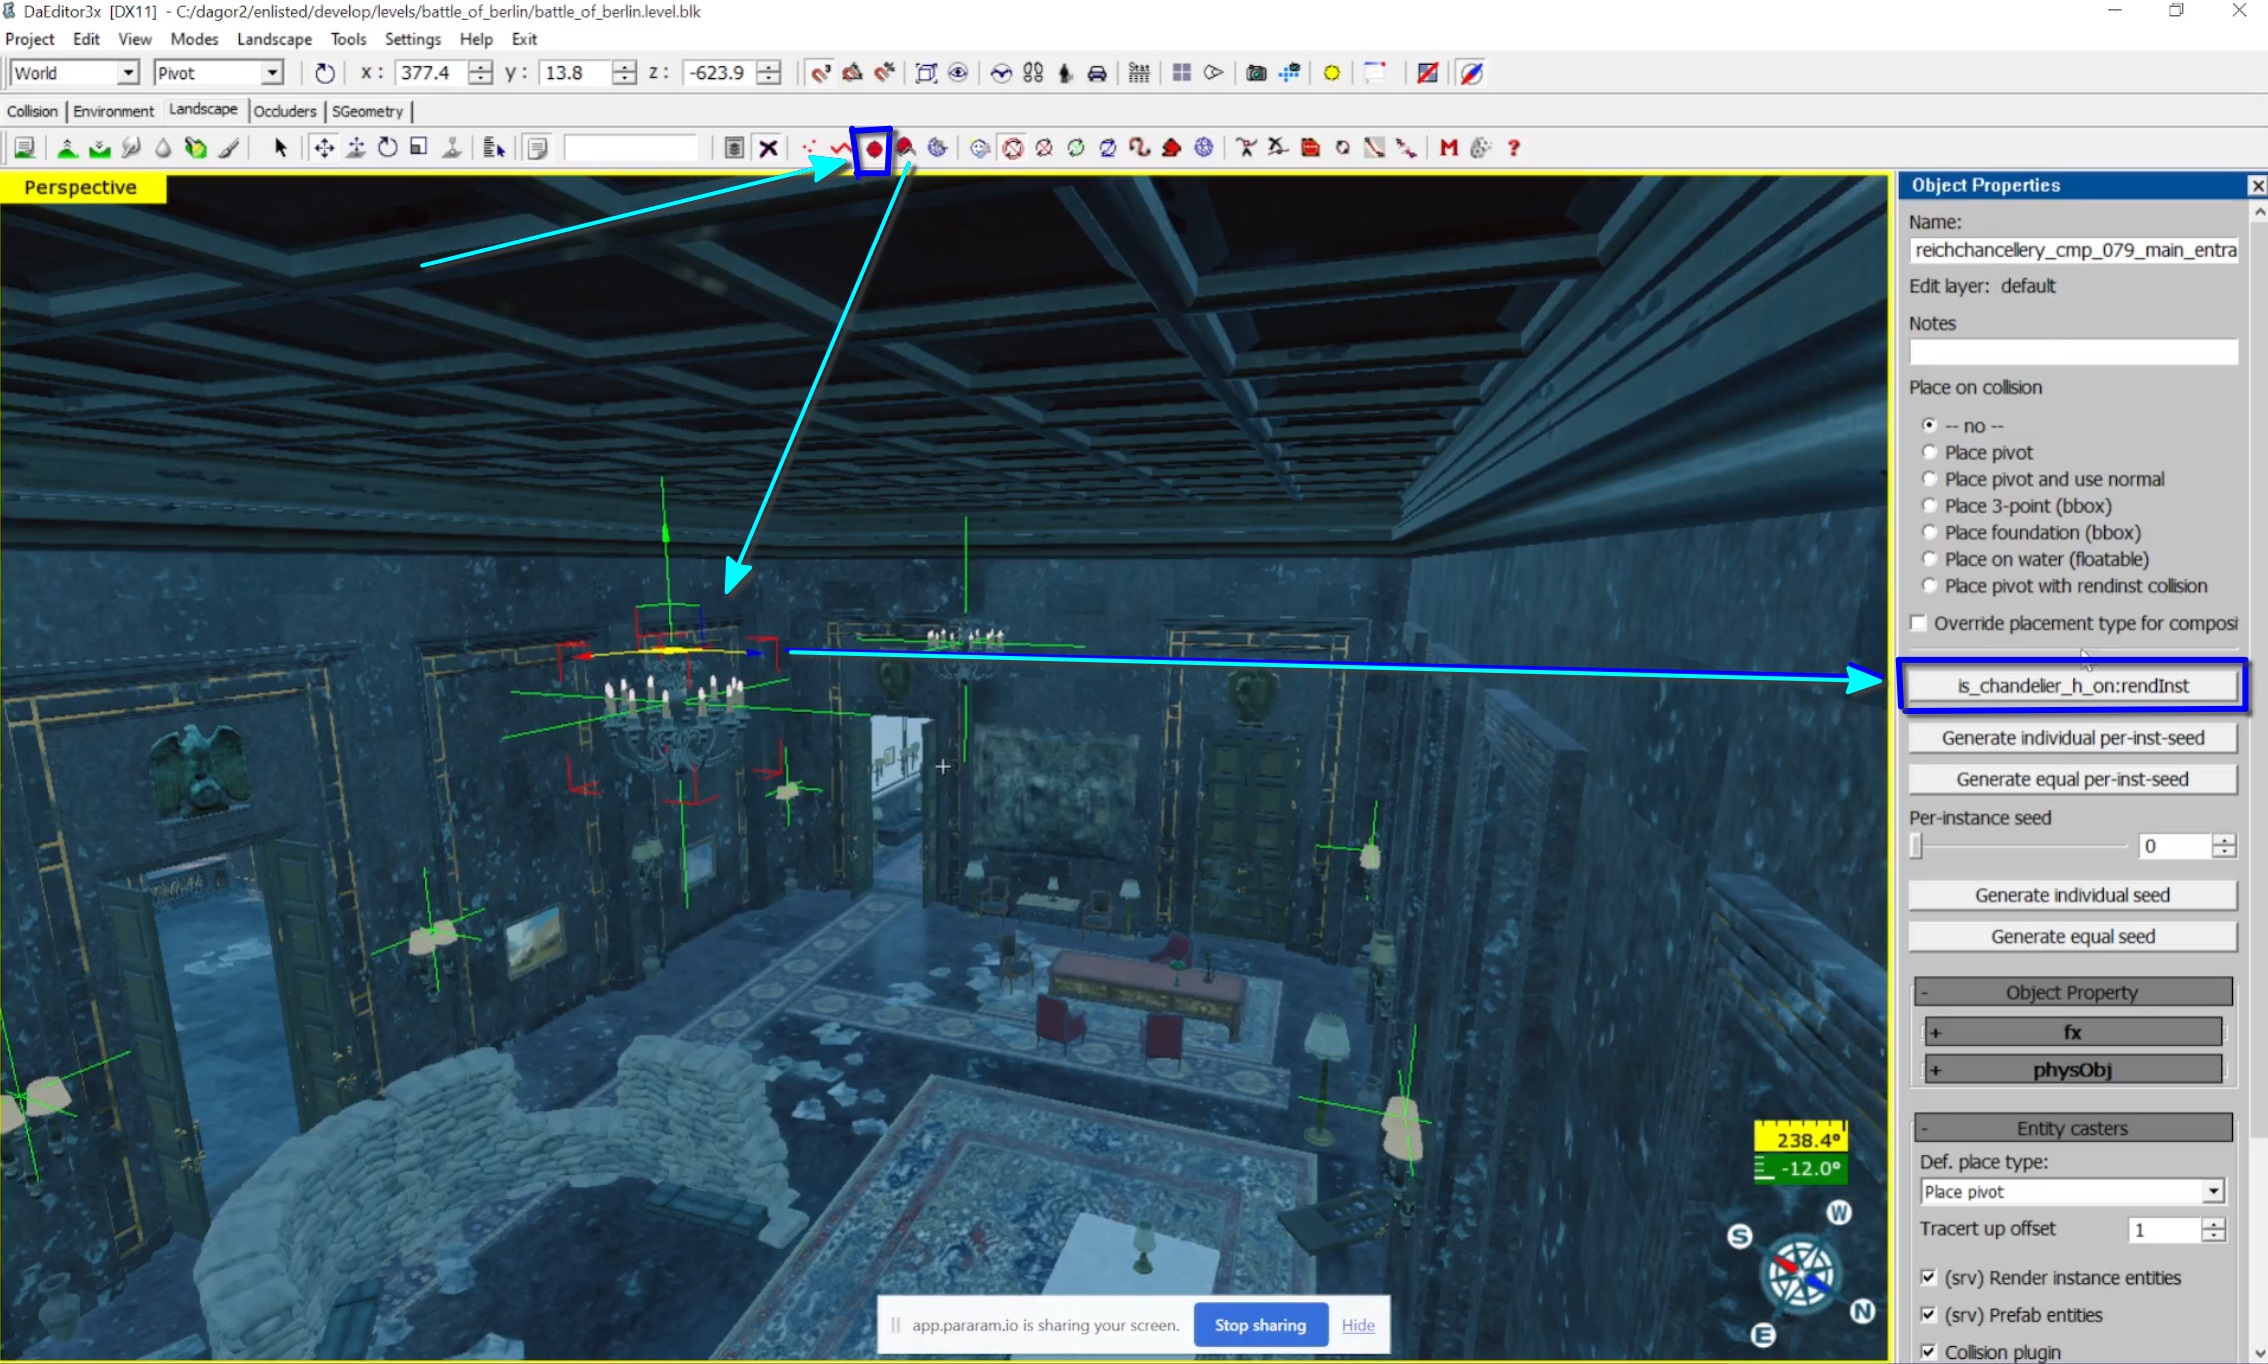 DaEditor3x [DX11] - C:/dagor2/enlisted/develop/levels/battle_of_berlin/battle_of_berlin.level.blk
Project Edit View Modes Landscape Tools Settings Help Exit
World Pivot x : 377.4 y : 13.8 z : -623.9 Stat
Collision Environment Landscape Occluders SGeometry
M ?
Perspective
Object Properties
Name:
reichchancellery_cmp_079_main_entra
Edit layer: default
Notes
Place on collision
-- no --
Place pivot
Place pivot and use normal
Place 3-point (bbox)
Place foundation (bbox)
Place on water (floatable)
Place pivot with rendinst collision
Override placement type for composi
is_chandelier_h_on:rendInst
Generate individual per-inst-seed
Generate equal per-inst-seed
Per-instance seed
0
Generate individual seed
Generate equal seed
- Object Property
+ fx
+ physObj
- Entity casters
Def. place type:
Place pivot
Tracert up offset 1
(srv) Render instance entities
(srv) Prefab entities
Collision plugin
238.4°
-12.0°
W
S
N
E
app.pararam.io is sharing your screen. Stop sharing Hide